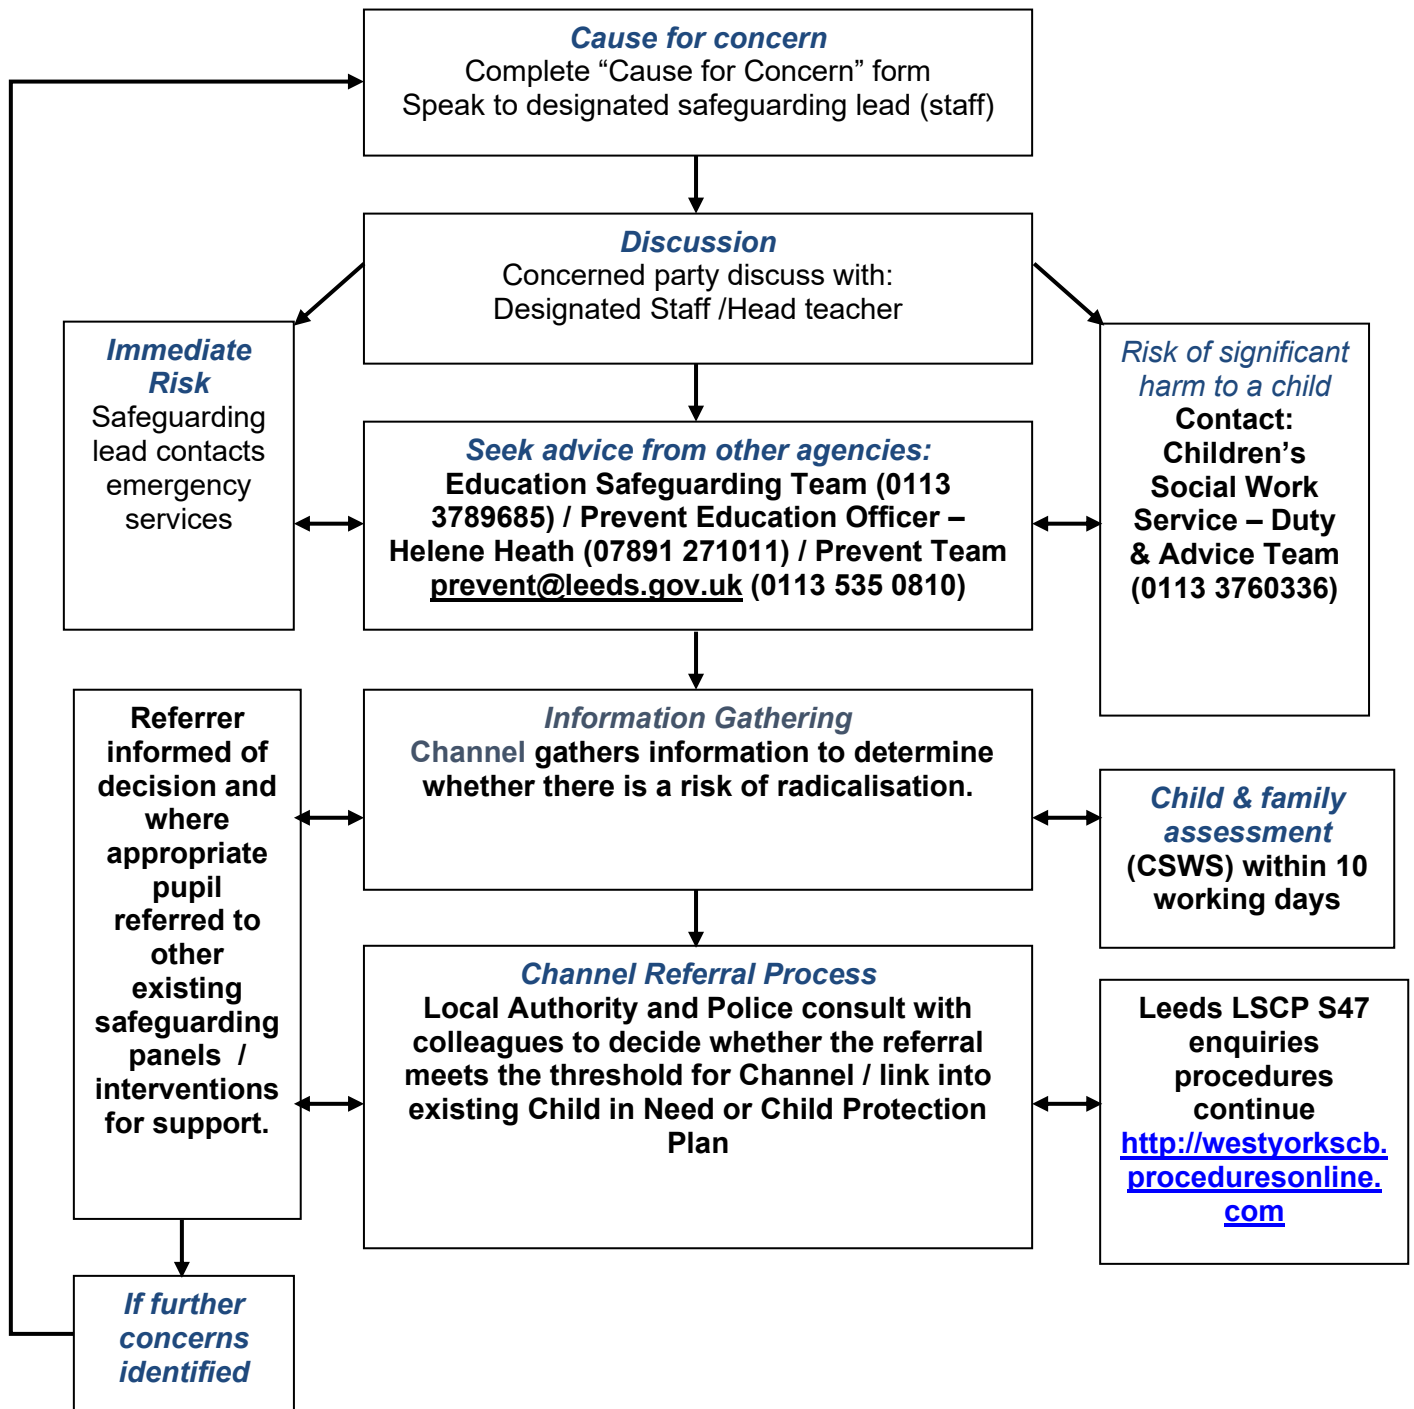 Cause for concern
Complete “Cause for Concern” form
Speak to designated safeguarding lead (staff)
Discussion
Concerned party discuss with:
Designated Staff /Head teacher
Immediate
Risk
Safeguarding
lead contacts
emergency
services
Seek advice from other agencies:
Education Safeguarding Team (0113
3789685) / Prevent Education Officer –
Helene Heath (07891 271011) / Prevent Team
prevent@leeds.gov.uk (0113 535 0810)
Risk of significant
harm to a child
Contact:
Children’s
Social Work
Service – Duty
& Advice Team
(0113 3760336)
Referrer
informed of
decision and
where
appropriate
pupil
referred to
other
existing
safeguarding
panels /
interventions
for support.
Information Gathering
Channel gathers information to determine
whether there is a risk of radicalisation.
Child & family
assessment
(CSWS) within 10
working days
Channel Referral Process
Local Authority and Police consult with
colleagues to decide whether the referral
meets the threshold for Channel / link into
existing Child in Need or Child Protection
Plan
Leeds LSCP S47
enquiries
procedures
continue
http://westyorkscb.
proceduresonline.
com
If further
concerns
identified